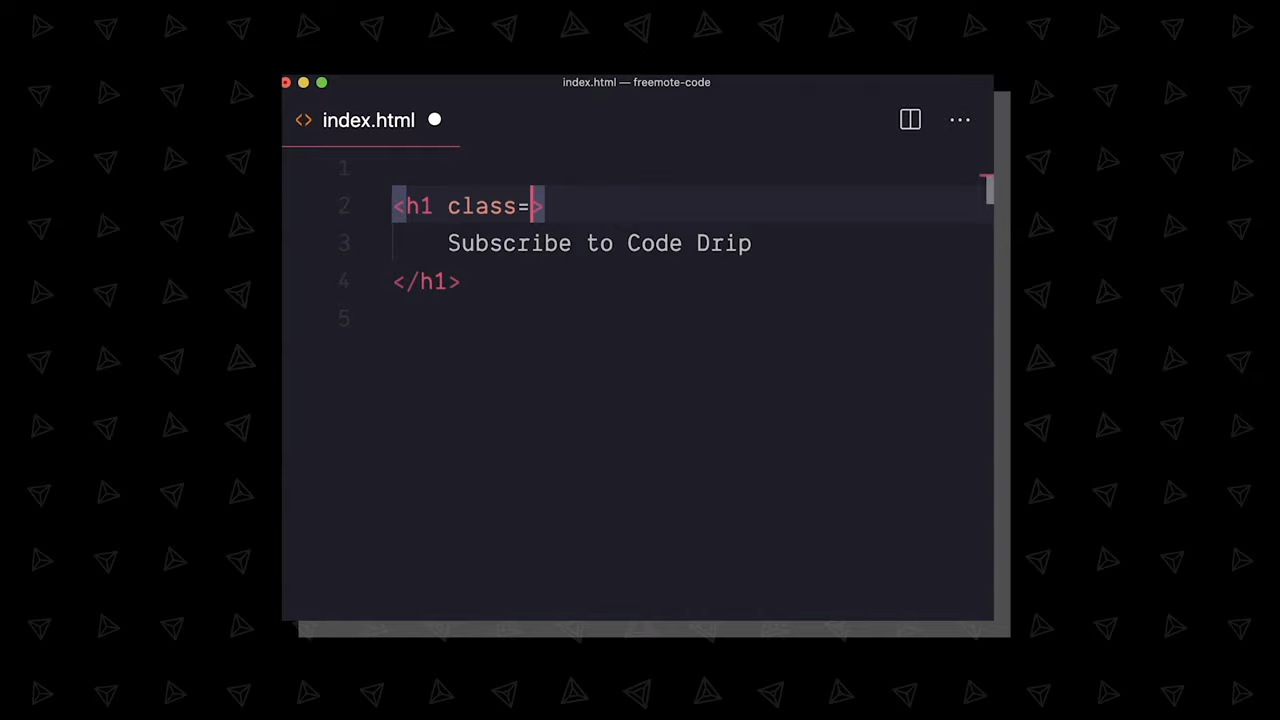 index.html — freemote-code
<> index.html
1
2 <h1 class=>
3 Subscribe to Code Drip
4 </h1>
5